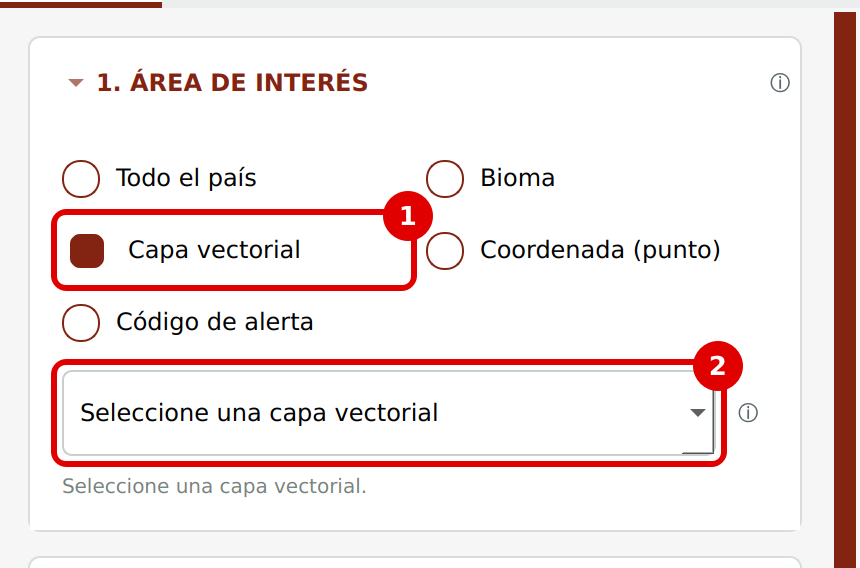 1. ÁREA DE INTERÉS
Todo el país
Bioma
1
Capa vectorial
Coordenada (punto)
Código de alerta
2
Seleccione una capa vectorial
Seleccione una capa vectorial.